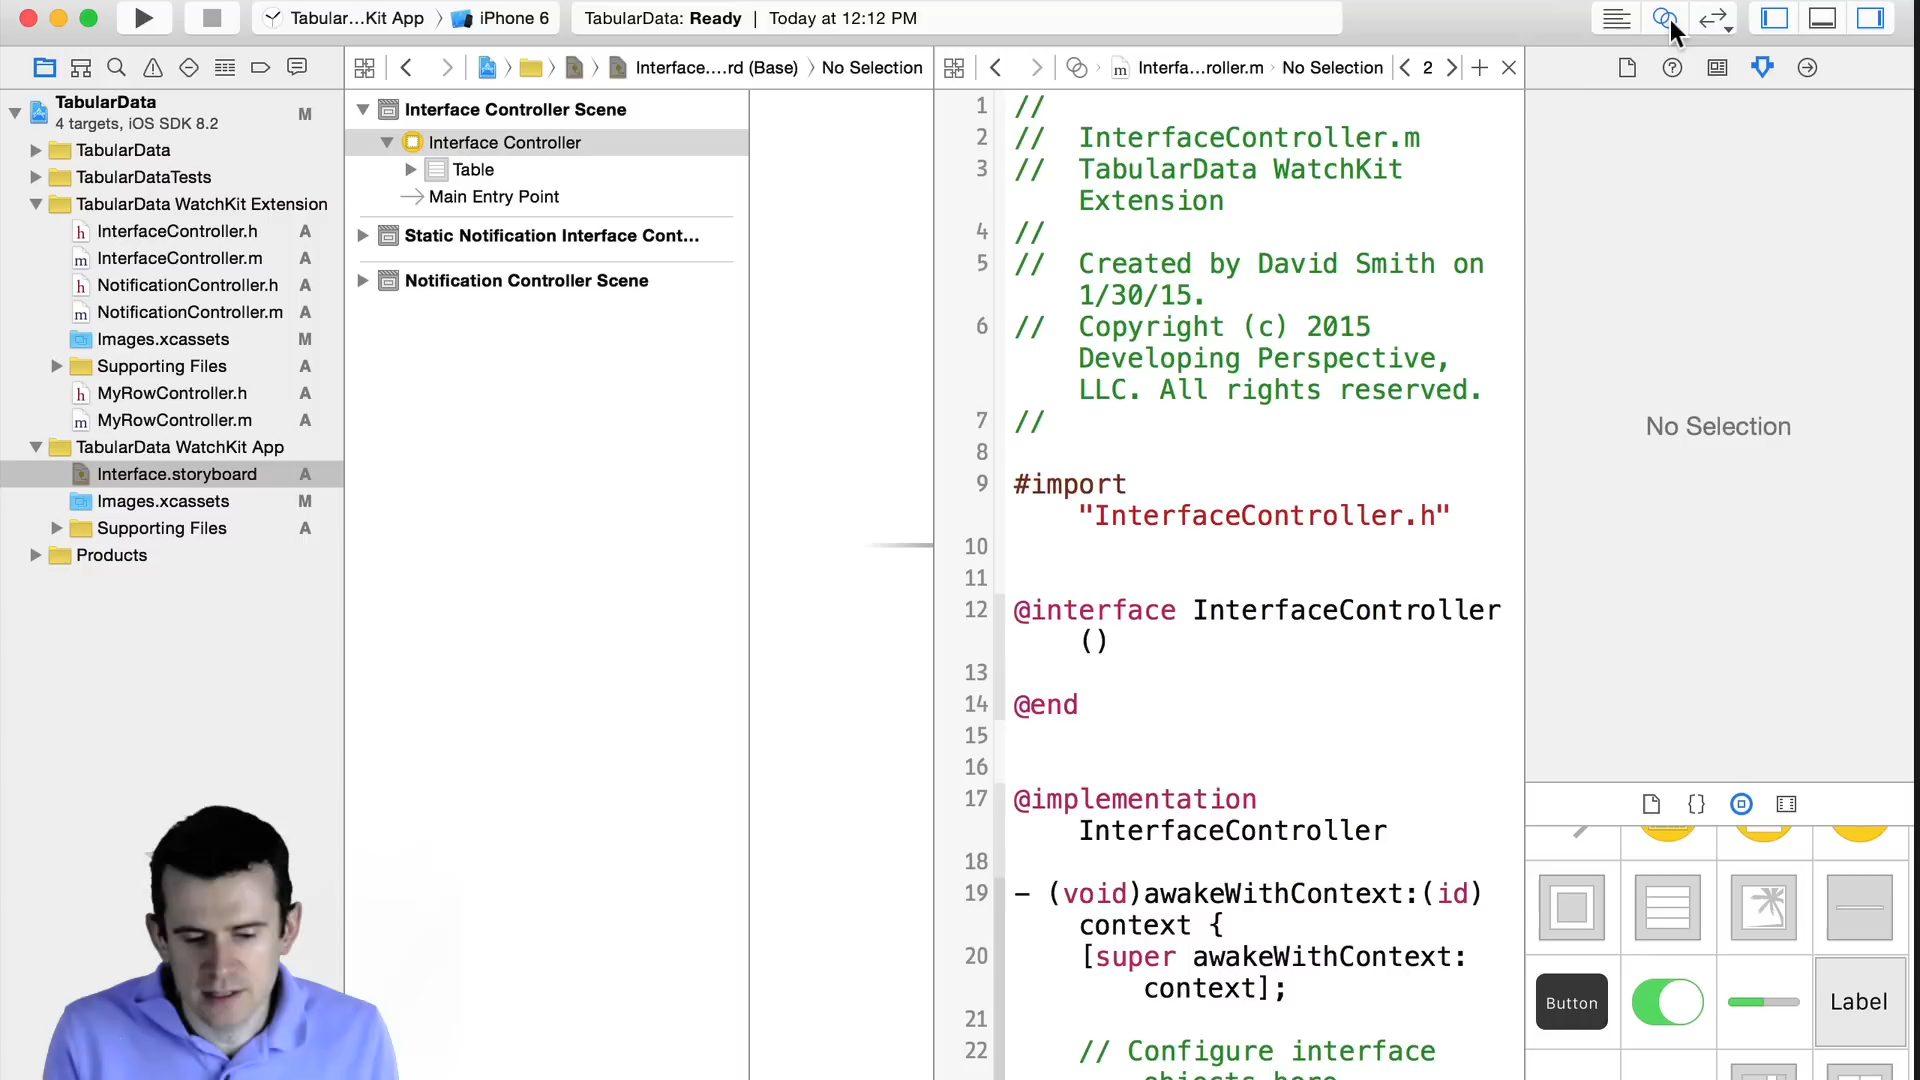 Tabular...Kit App
iPhone 6
TabularData: Ready | Today at 12:12 PM
Interface....rd (Base)
No Selection
Interfa...roller.m
No Selection
2
TabularData
M
4 targets, iOS SDK 8.2
TabularData
TabularDataTests
TabularData WatchKit Extension
InterfaceController.h A
InterfaceController.m A
NotificationController.h A
NotificationController.m A
Images.xcassets M
Supporting Files A
MyRowController.h A
MyRowController.m A
TabularData WatchKit App
Interface.storyboard A
Images.xcassets M
Supporting Files A
Products
Interface Controller Scene
Interface Controller
Table
Main Entry Point
Static Notification Interface Cont...
Notification Controller Scene
1 //
2 // InterfaceController.m
3 // TabularData WatchKit
Extension
4 //
5 // Created by David Smith on
1/30/15.
6 // Copyright (c) 2015
Developing Perspective,
LLC. All rights reserved.
7 //
8
9 #import
"InterfaceController.h"
10
11
12 @interface InterfaceController
()
13
14 @end
15
16
17 @implementation
InterfaceController
18
19 - (void)awakeWithContext:(id)
context {
20 [super awakeWithContext:
context];
21
22 // Configure interface
objects here.
No Selection
Button
Label